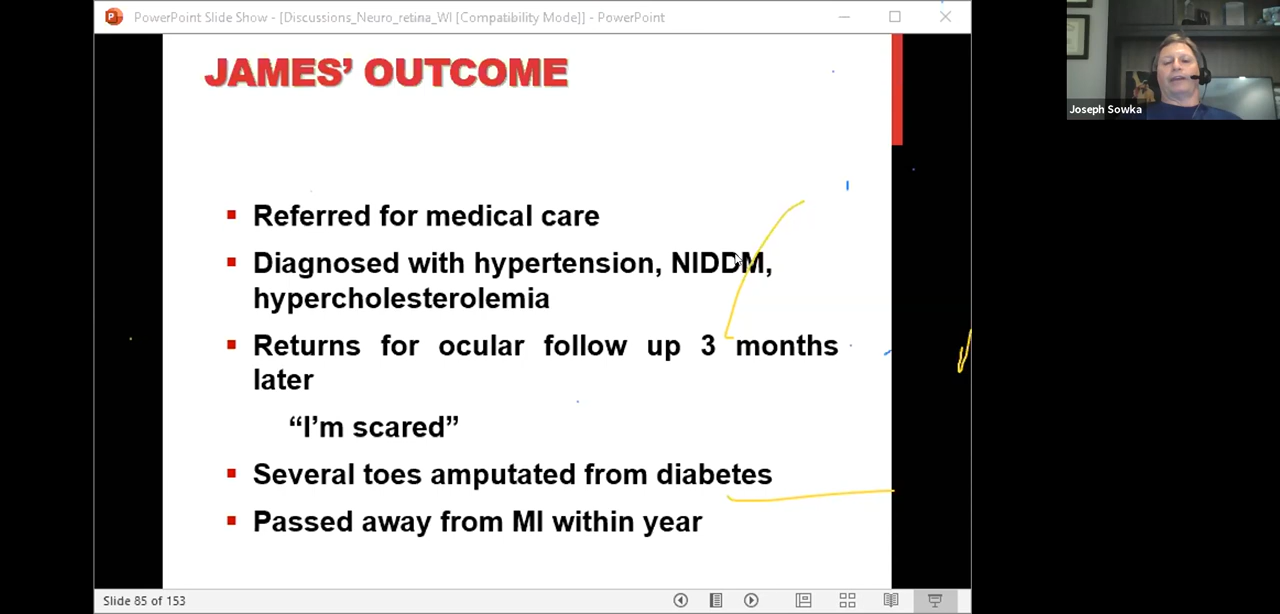 PowerPoint Slide Show - [Discussions_Neuro_retina_WI [Compatibility Mode]] - PowerPoint
JAMES’ OUTCOME
Referred for medical care
Diagnosed with hypertension, NIDDM,
hypercholesterolemia
Returns for ocular follow up 3 months
later
“I’m scared”
Several toes amputated from diabetes
Passed away from MI within year
Slide 85 of 153
Joseph Sowka